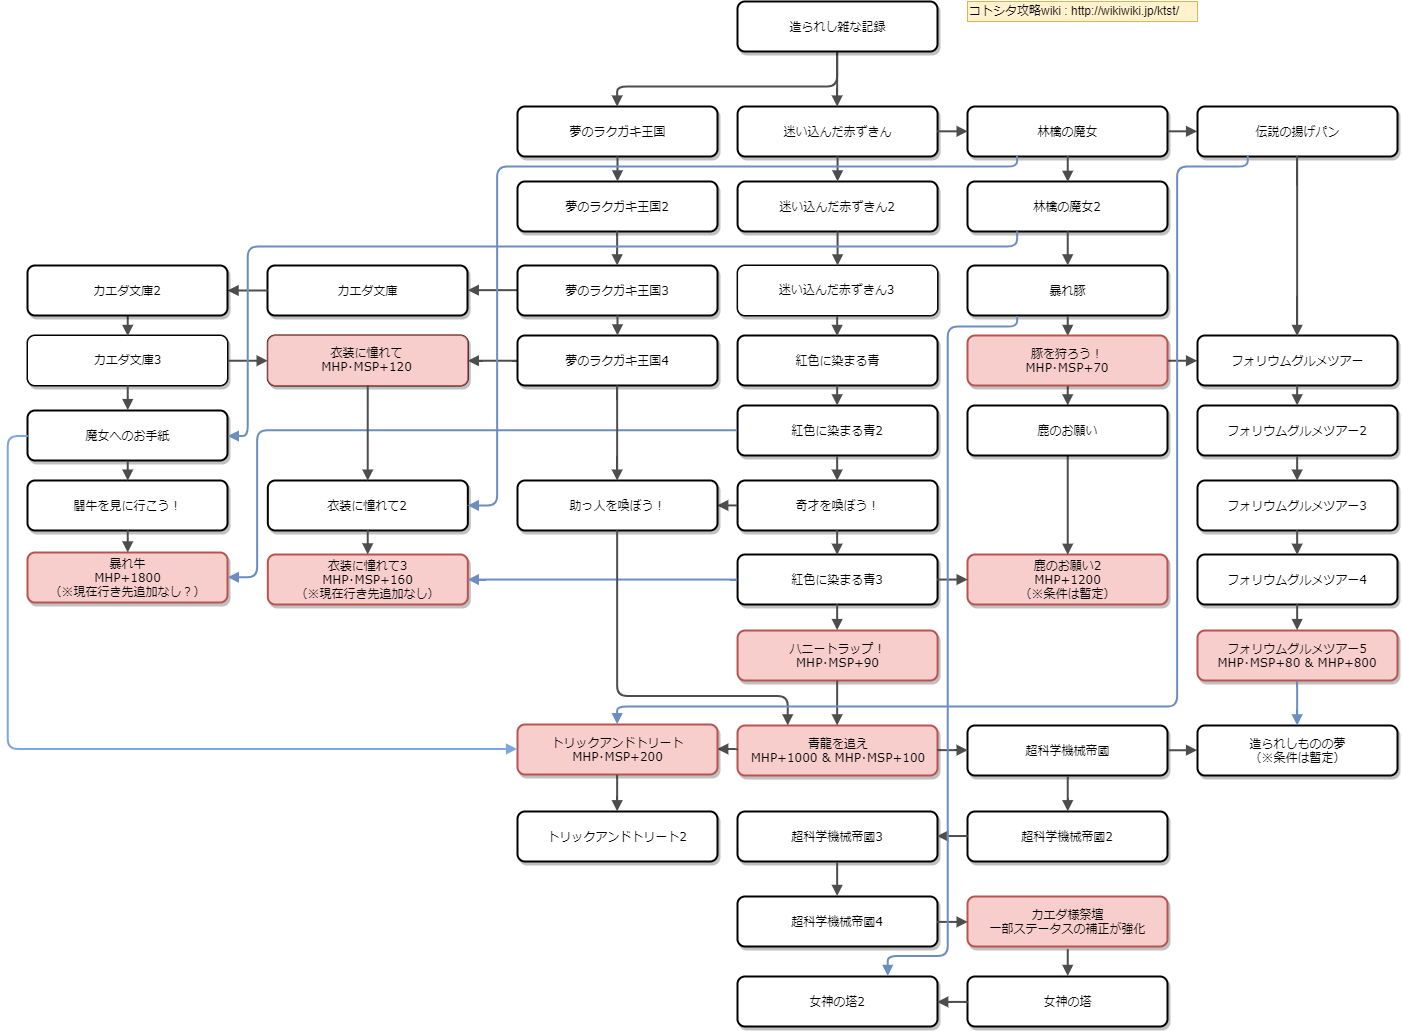 造られし雑な記録
コトシタ攻略wiki : http://wikiwiki.jp/ktst/
夢のラクガキ王国
迷い込んだ赤ずきん
林檎の魔女
伝説の揚げパン
夢のラクガキ王国2
迷い込んだ赤ずきん2
林檎の魔女2
カエダ文庫2
カエダ文庫
夢のラクガキ王国3
迷い込んだ赤ずきん3
暴れ豚
カエダ文庫3
衣装に憧れて
MHP･MSP+120
夢のラクガキ王国4
紅色に染まる青
豚を狩ろう！
MHP･MSP+70
フォリウムグルメツアー
魔女へのお手紙
紅色に染まる青2
鹿のお願い
フォリウムグルメツアー2
闘牛を見に行こう！
衣装に憧れて2
助っ人を喚ぼう！
奇才を喚ぼう！
フォリウムグルメツアー3
暴れ牛
MHP+1800
（※現在行き先追加なし？）
衣装に憧れて3
MHP･MSP+160
（※現在行き先追加なし）
紅色に染まる青3
鹿のお願い2
MHP+1200
（※条件は暫定）
フォリウムグルメツアー4
ハニートラップ！
MHP･MSP+90
フォリウムグルメツアー5
MHP･MSP+80 & MHP+800
トリックアンドトリート
MHP･MSP+200
青龍を追え
MHP+1000 & MHP･MSP+100
超科学機械帝國
造られしものの夢
（※条件は暫定）
トリックアンドトリート2
超科学機械帝國3
超科学機械帝國2
超科学機械帝國4
カエダ様祭壇
一部ステータスの補正が強化
女神の塔2
女神の塔